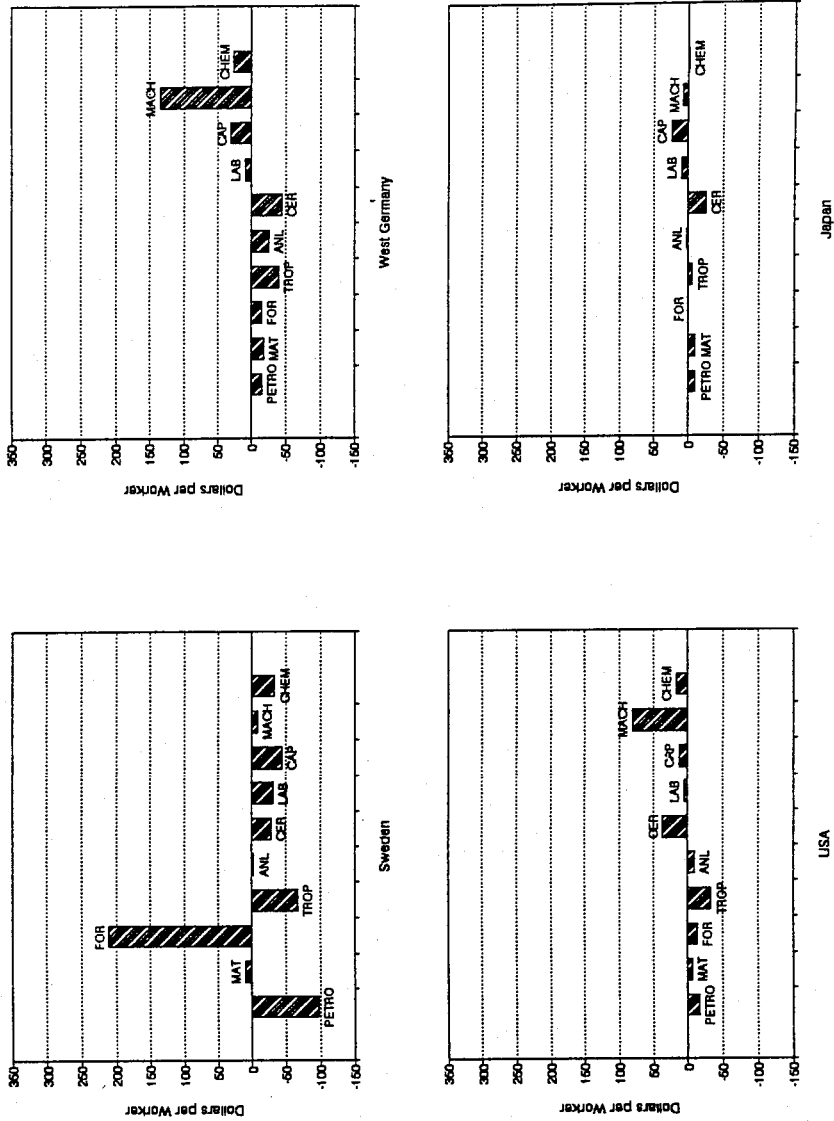 350
300
250
200
150
100
50
0
-50
-100
-150
Dollars per Worker
PETRO
MAT
FOR
TROP
ANL
CER
LAB
CAP
MACH
CHEM
Sweden
350
300
250
200
150
100
50
0
-50
-100
-150
Dollars per Worker
PETRO MAT
FOR
TROP
ANL
CER
LAB
CAP
MACH
CHEM
West Germany
350
300
250
200
150
100
50
0
-50
-100
-150
Dollars per Worker
PETRO
MAT
FOR
TROP
ANL
CER
LAB
CAP
MACH
CHEM
USA
350
300
250
200
150
100
50
0
-50
-100
-150
Dollars per Worker
PETRO MAT
FOR
TROP
ANL
CER
LAB
CAP
MACH
CHEM
Japan